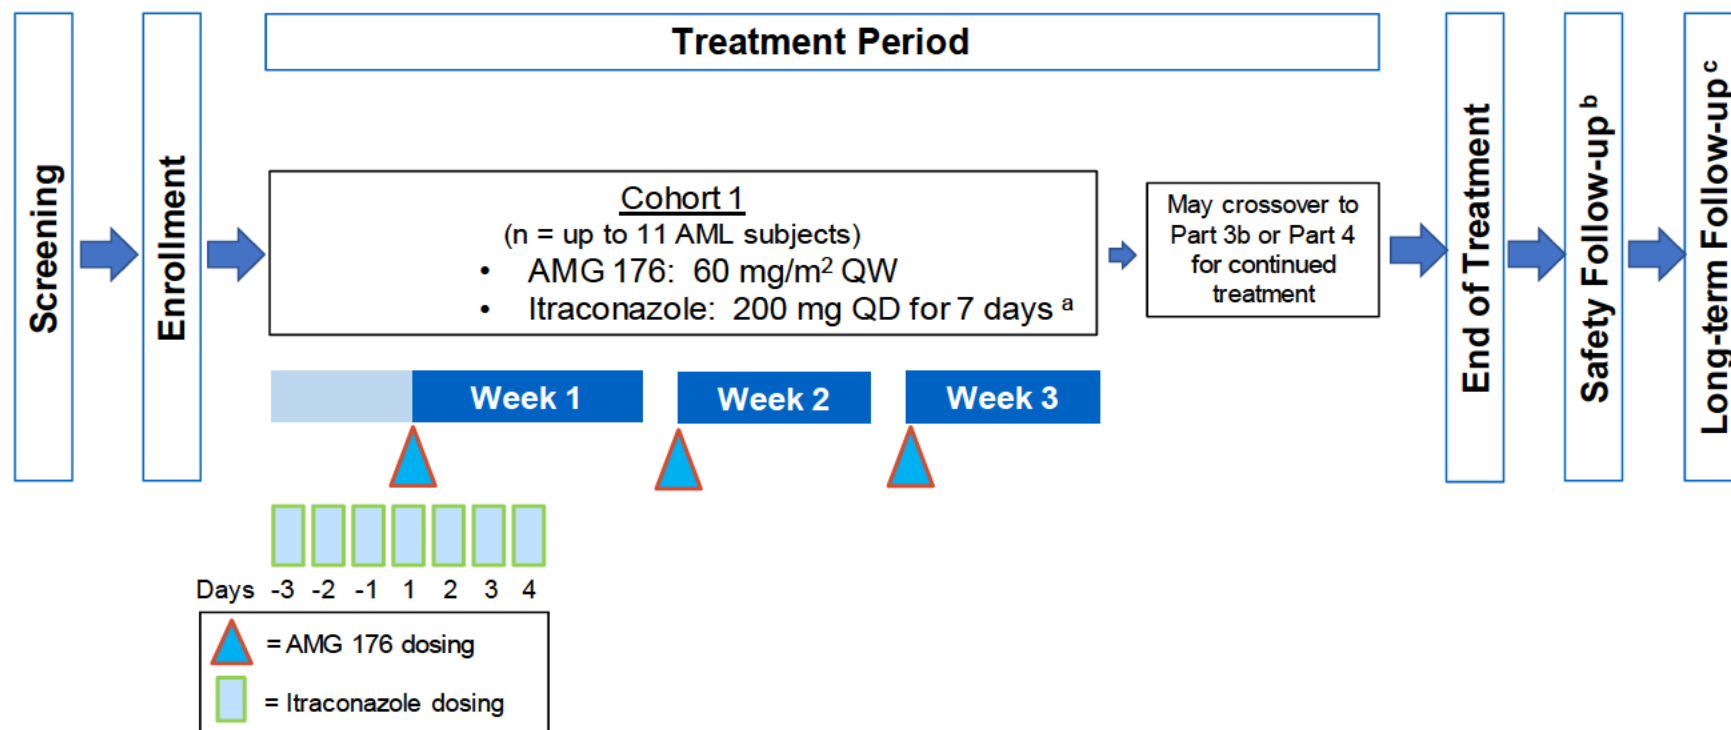 Treatment Period
Screening
Enrollment
Cohort 1
(n = up to 11 AML subjects)
• AMG 176: 60 mg/m² QW
• Itraconazole: 200 mg QD for 7 days ᵃ
May crossover to
Part 3b or Part 4
for continued
treatment
End of Treatment
Safety Follow-up ᵇ
Long-term Follow-up ᶜ
Week 1
Week 2
Week 3
Days -3 -2 -1 1 2 3 4
= AMG 176 dosing
= Itraconazole dosing